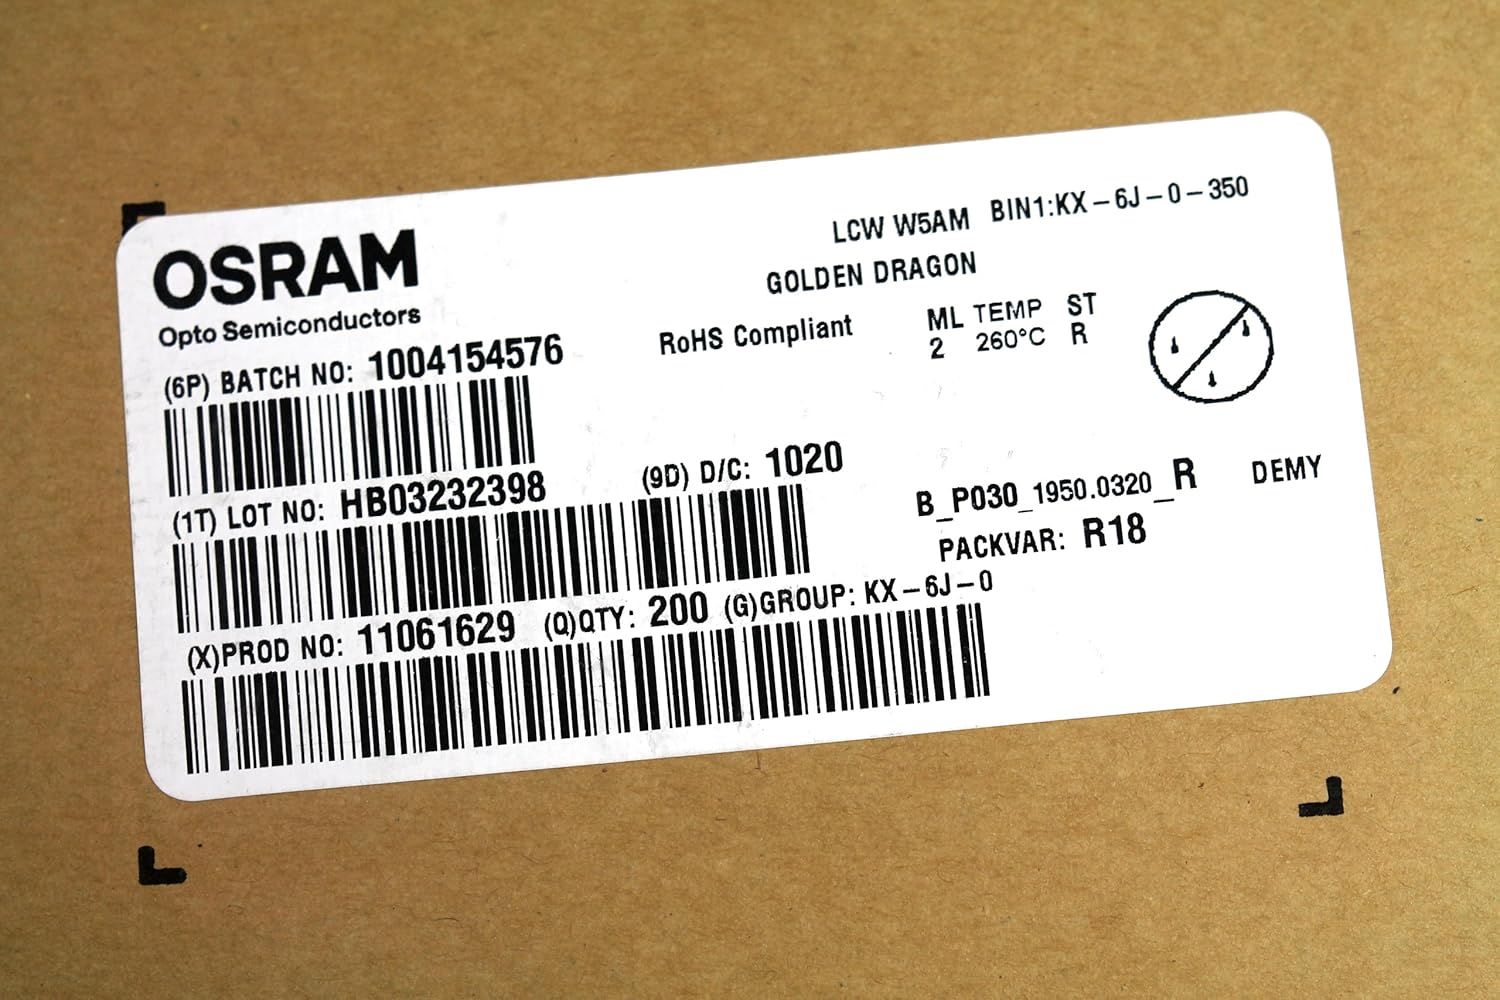 OSRAM
Opto Semiconductors
LCW W5AM BIN1:KX-6J-0-350
GOLDEN DRAGON
RoHS Compliant
ML TEMP ST
2 260°C R
(6P) BATCH NO: 1004154576
(1T) LOT NO: HB03232398 (9D) D/C: 1020
B_P030_1950.0320_R DEMY
PACKVAR: R18
(X)PROD NO: 11061629 (Q)QTY: 200 (G)GROUP: KX-6J-0